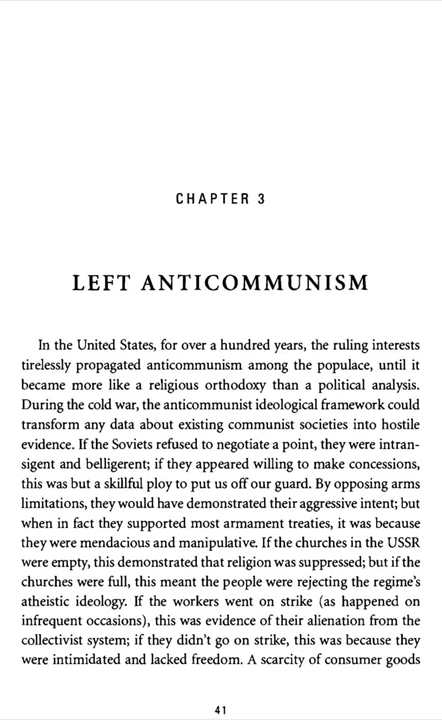 CHAPTER 3
LEFT ANTICOMMUNISM
In the United States, for over a hundred years, the ruling interests
tirelessly propagated anticommunism among the populace, until it
became more like a religious orthodoxy than a political analysis.
During the cold war, the anticommunist ideological framework could
transform any data about existing communist societies into hostile
evidence. If the Soviets refused to negotiate a point, they were intran-
sigent and belligerent; if they appeared willing to make concessions,
this was but a skillful ploy to put us off our guard. By opposing arms
limitations, they would have demonstrated their aggressive intent; but
when in fact they supported most armament treaties, it was because
they were mendacious and manipulative. If the churches in the USSR
were empty, this demonstrated that religion was suppressed; but if the
churches were full, this meant the people were rejecting the regime's
atheistic ideology. If the workers went on strike (as happened on
infrequent occasions), this was evidence of their alienation from the
collectivist system; if they didn't go on strike, this was because they
were intimidated and lacked freedom. A scarcity of consumer goods
41